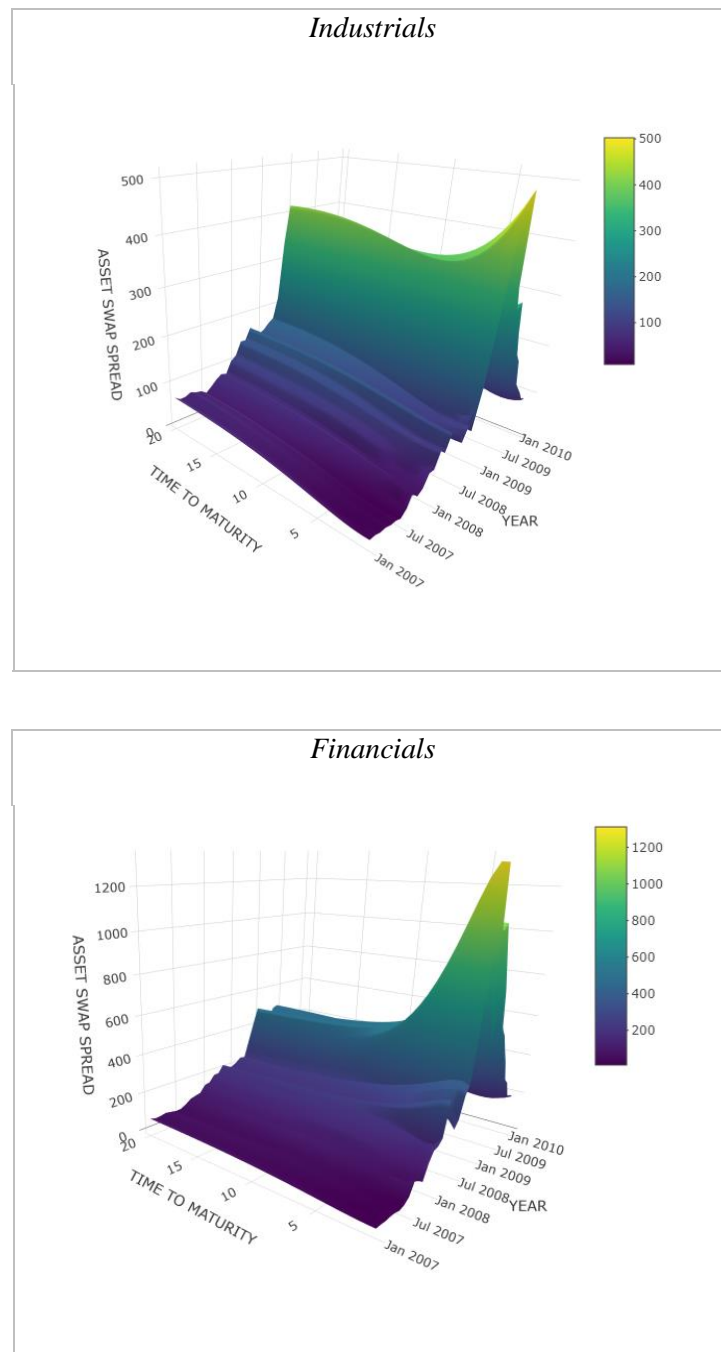 Industrials
500
400
300
200
100
0
ASSET SWAP SPREAD
20
15
10
5
TIME TO MATURITY
Jan 2010
Jul 2009
Jan 2009
Jul 2008
Jan 2008
Jul 2007
Jan 2007
YEAR
500
400
300
200
100
Financials
1200
1000
800
600
400
200
0
ASSET SWAP SPREAD
20
15
10
5
TIME TO MATURITY
Jan 2010
Jul 2009
Jan 2009
Jul 2008
Jan 2008
Jul 2007
Jan 2007
YEAR
1200
1000
800
600
400
200